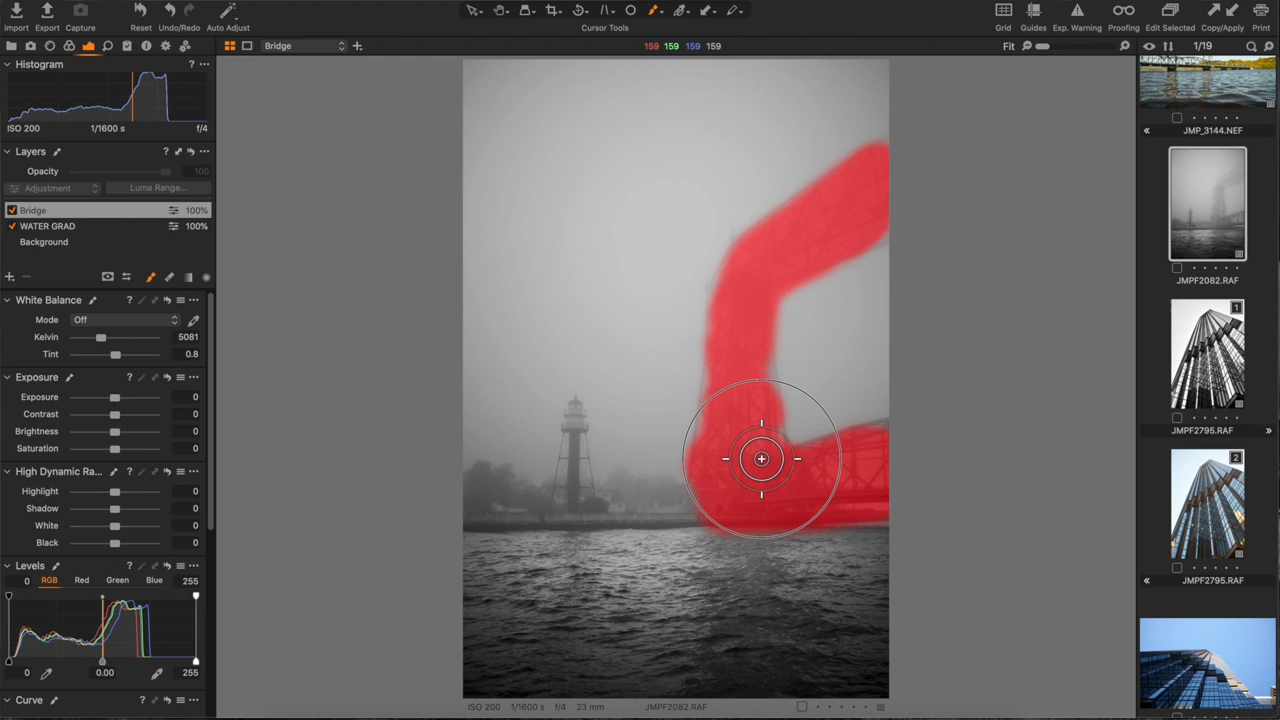 Import Export Capture Reset Undo/Redo Auto Adjust Cursor Tools Grid Guides Exp. Warning Proofing Edit Selected Copy/Apply Print
Bridge 159 159 159 159 Fit 1/19
Histogram ?
ISO 200 1/1600 s f/4
Layers ?
Opacity 100
Adjustment Luma Range...
Bridge 100%
WATER GRAD 100%
Background
White Balance ?
Mode Off
Kelvin 5081
Tint 0.8
Exposure ?
Exposure 0
Contrast 0
Brightness 0
Saturation 0
High Dynamic Ra... ?
Highlight 0
Shadow 0
White 0
Black 0
Levels ?
0 RGB Red Green Blue 255
0 0.00 255
Curve ?
ISO 200 1/1600 s f/4 23 mm JMPF2082.RAF
JMP_3144.NEF
JMPF2082.RAF
1
JMPF2795.RAF
2
JMPF2795.RAF